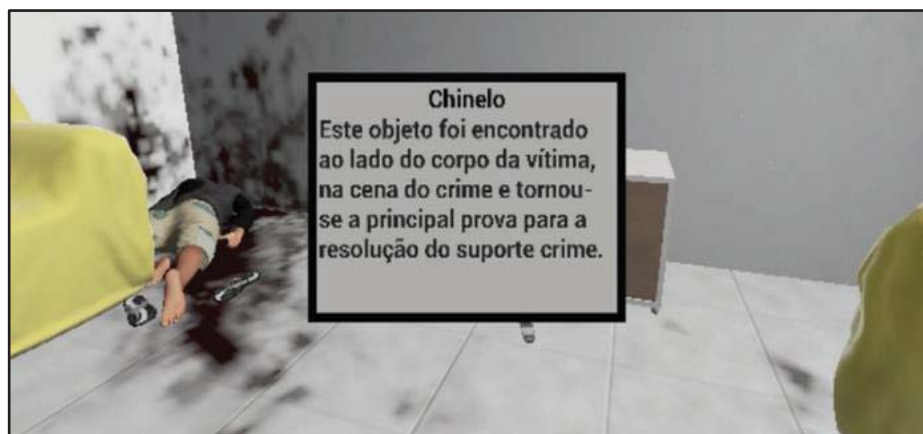 Chinelo
Este objeto foi encontrado
ao lado do corpo da vítima,
na cena do crime e tornou-
se a principal prova para a
resolução do suporte crime.